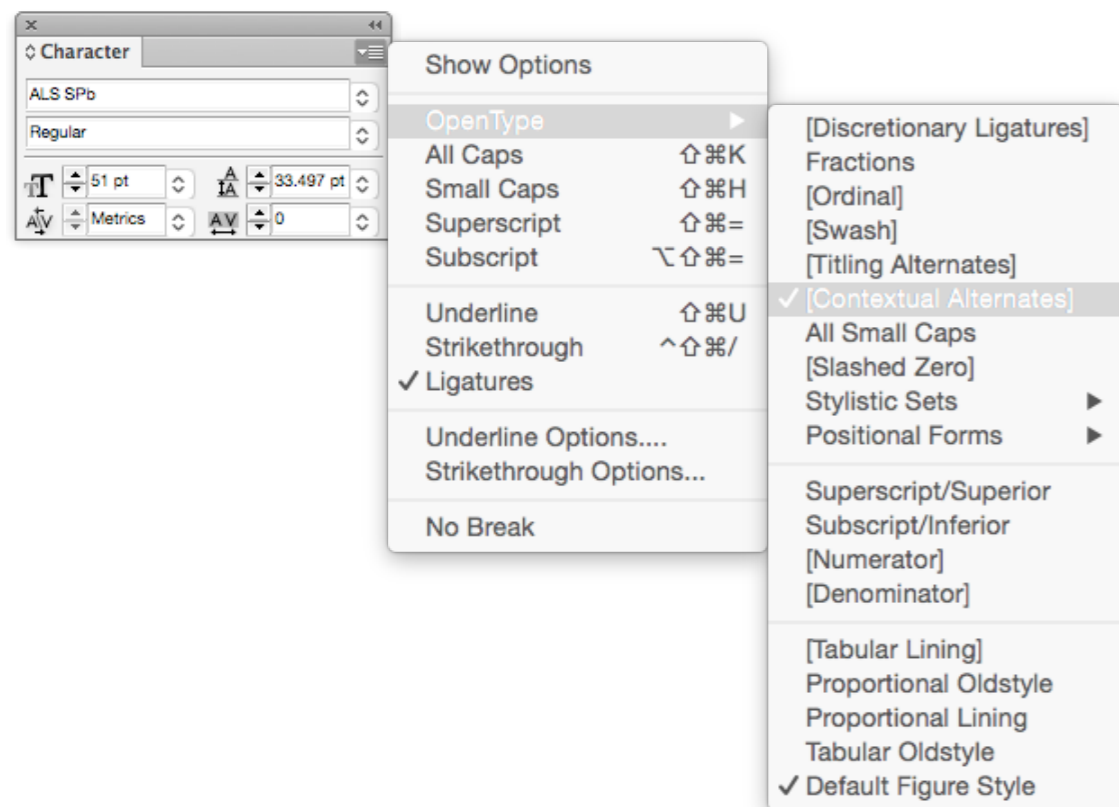 Character
ALS SPb
Regular
51 pt
33.497 pt
Metrics
0
Show Options
OpenType
All Caps ⇧⌘K
Small Caps ⇧⌘H
Superscript ⇧⌘=
Subscript ⌥⇧⌘=
Underline ⇧⌘U
Strikethrough ^⇧⌘/
Ligatures
Underline Options....
Strikethrough Options...
No Break
[Discretionary Ligatures]
Fractions
[Ordinal]
[Swash]
[Titling Alternates]
[Contextual Alternates]
All Small Caps
[Slashed Zero]
Stylistic Sets
Positional Forms
Superscript/Superior
Subscript/Inferior
[Numerator]
[Denominator]
[Tabular Lining]
Proportional Oldstyle
Proportional Lining
Tabular Oldstyle
Default Figure Style